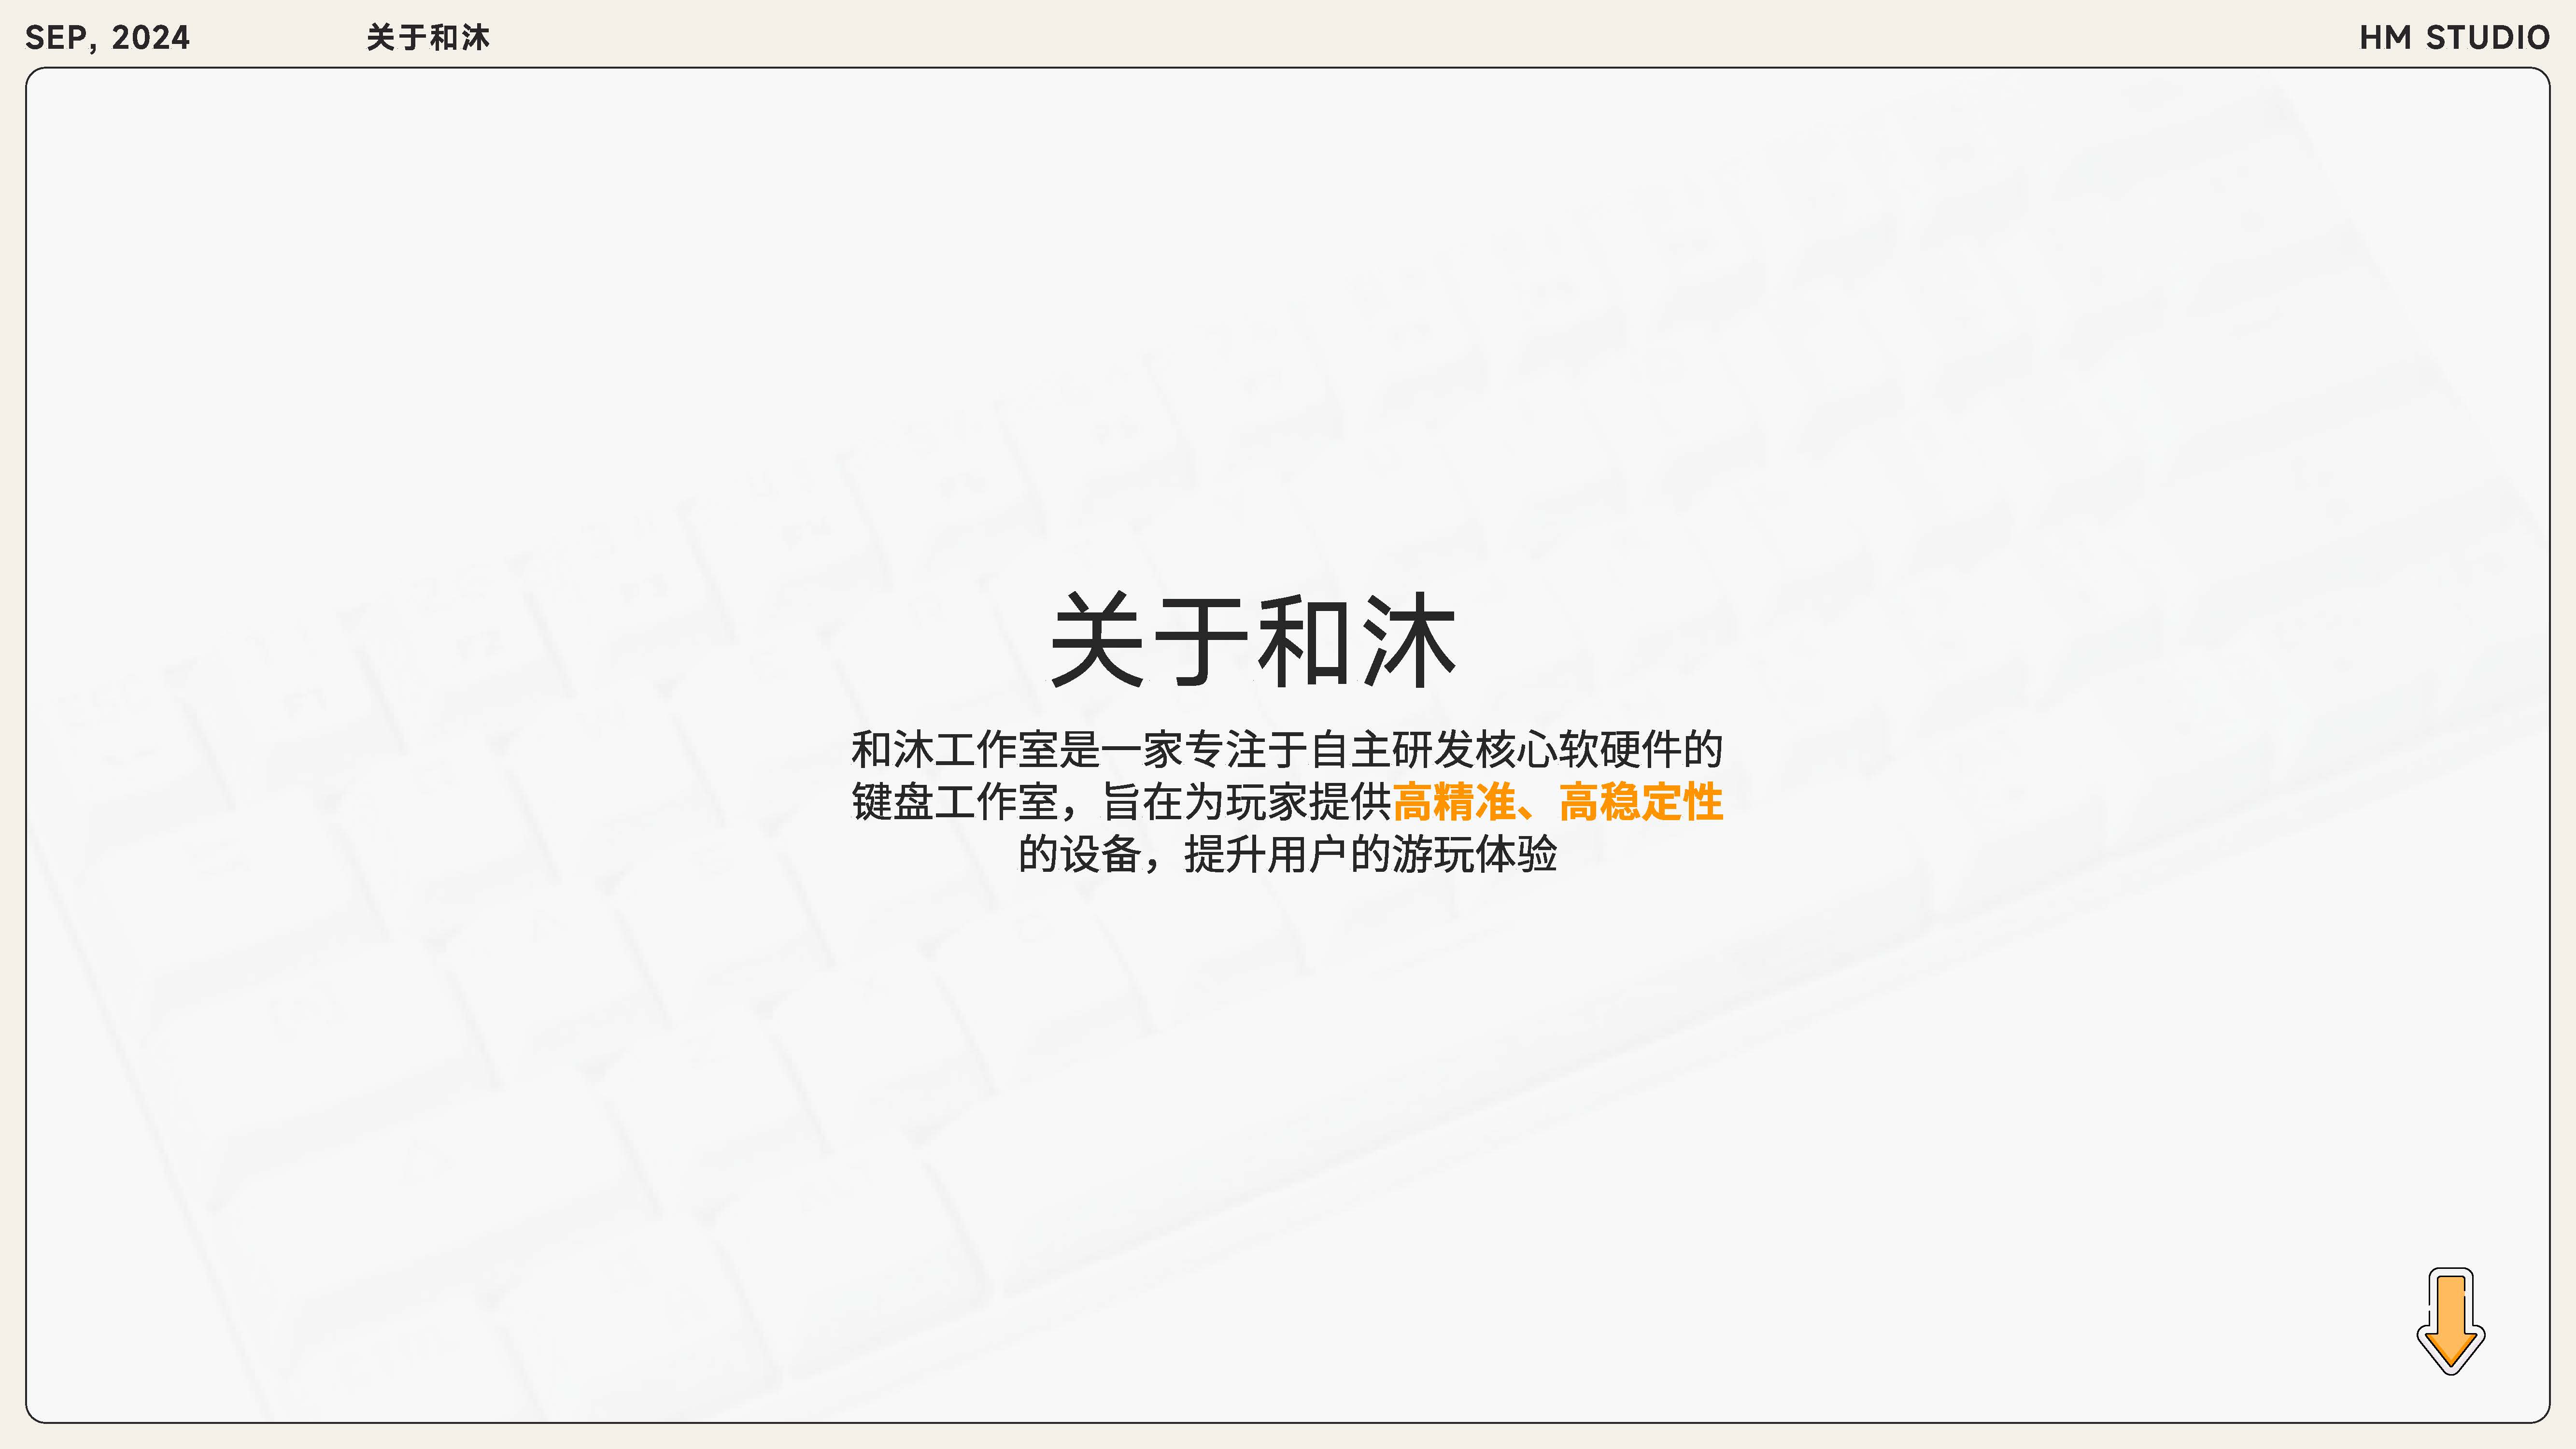 SEP, 2024
关于和沐
HM STUDIO
关于和沐
和沐工作室是一家专注于自主研发核心软硬件的
键盘工作室，旨在为玩家提供高精准、高稳定性
的设备，提升用户的游玩体验